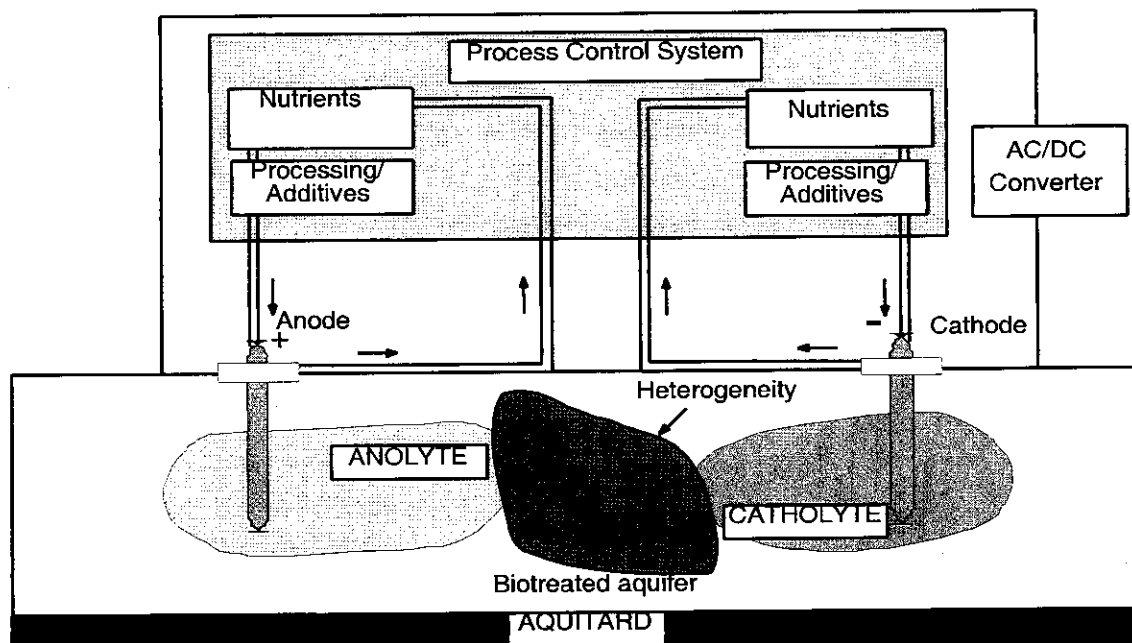 Process Control System
Nutrients
Nutrients
Processing/
Additives
Processing/
Additives
AC/DC
Converter
Anode
+
-
Cathode
Heterogeneity
ANOLYTE
CATHOLYTE
Biotreated aquifer
AQUITARD